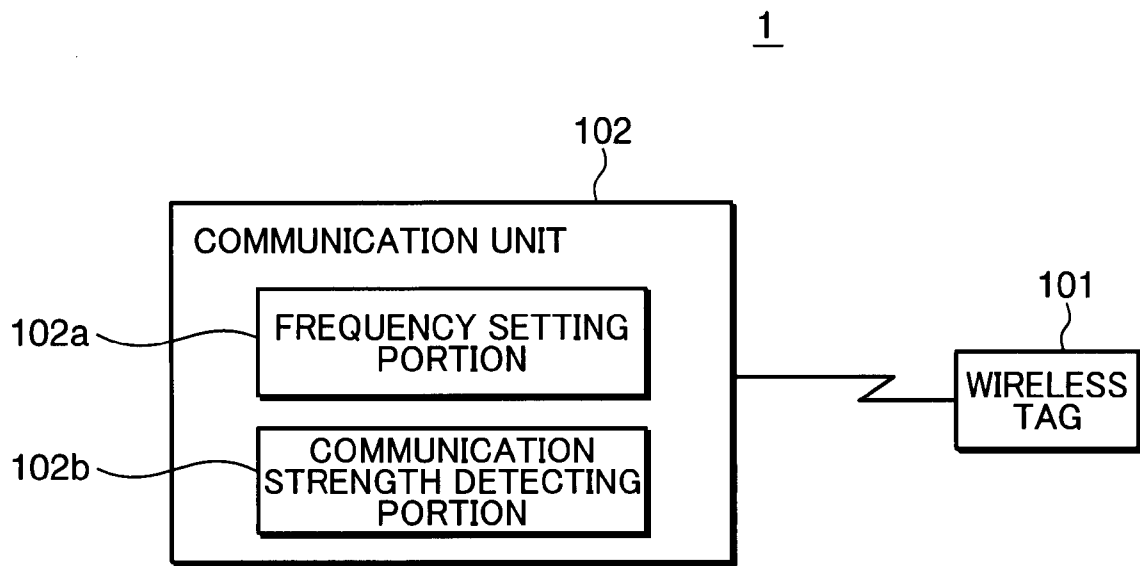 1
102
COMMUNICATION UNIT
102a
FREQUENCY SETTING
PORTION
102b
COMMUNICATION
STRENGTH DETECTING
PORTION
101
WIRELESS
TAG